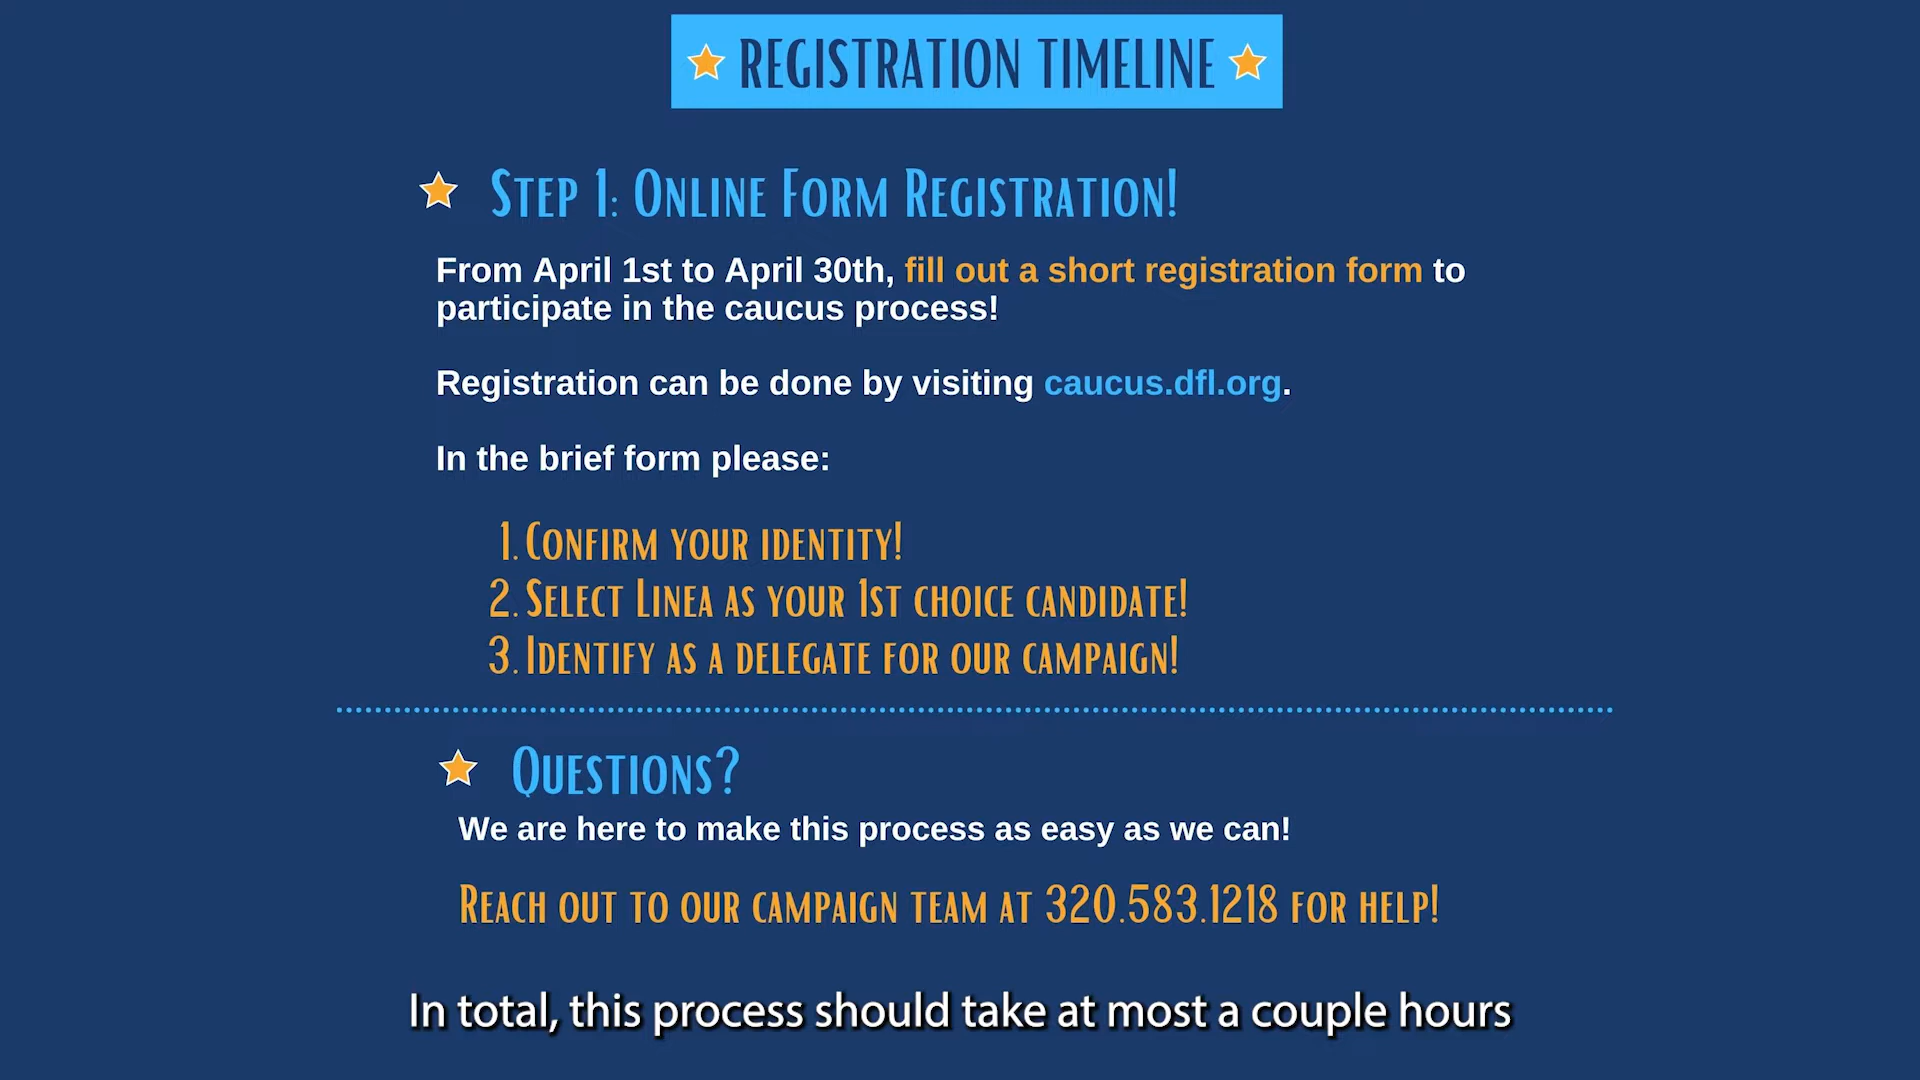 REGISTRATION TIMELINE
STEP 1: ONLINE FORM REGISTRATION!
From April 1st to April 30th, fill out a short registration form to
participate in the caucus process!
Registration can be done by visiting caucus.dfl.org.
In the brief form please:
1. CONFIRM YOUR IDENTITY!
2. SELECT LINEA AS YOUR 1ST CHOICE CANDIDATE!
3. IDENTIFY AS A DELEGATE FOR OUR CAMPAIGN!
QUESTIONS?
We are here to make this process as easy as we can!
REACH OUT TO OUR CAMPAIGN TEAM AT 320.583.1218 FOR HELP!
In total, this process should take at most a couple hours